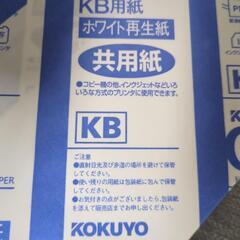 KB用紙
ホワイト再生紙
共用紙
●コピー機の他、インクジェットなどいろ
いろな方式のプリンタに使用できます。
KB
ご注意
●直射日光及び多湿の場所を避けて保管
してください。
●使い残りの用紙は包装紙に包んで保管
してください。
●お気付きの点がございましたら、包装紙を
添えて販売店までお申し出ください。
KOKUYO
PER